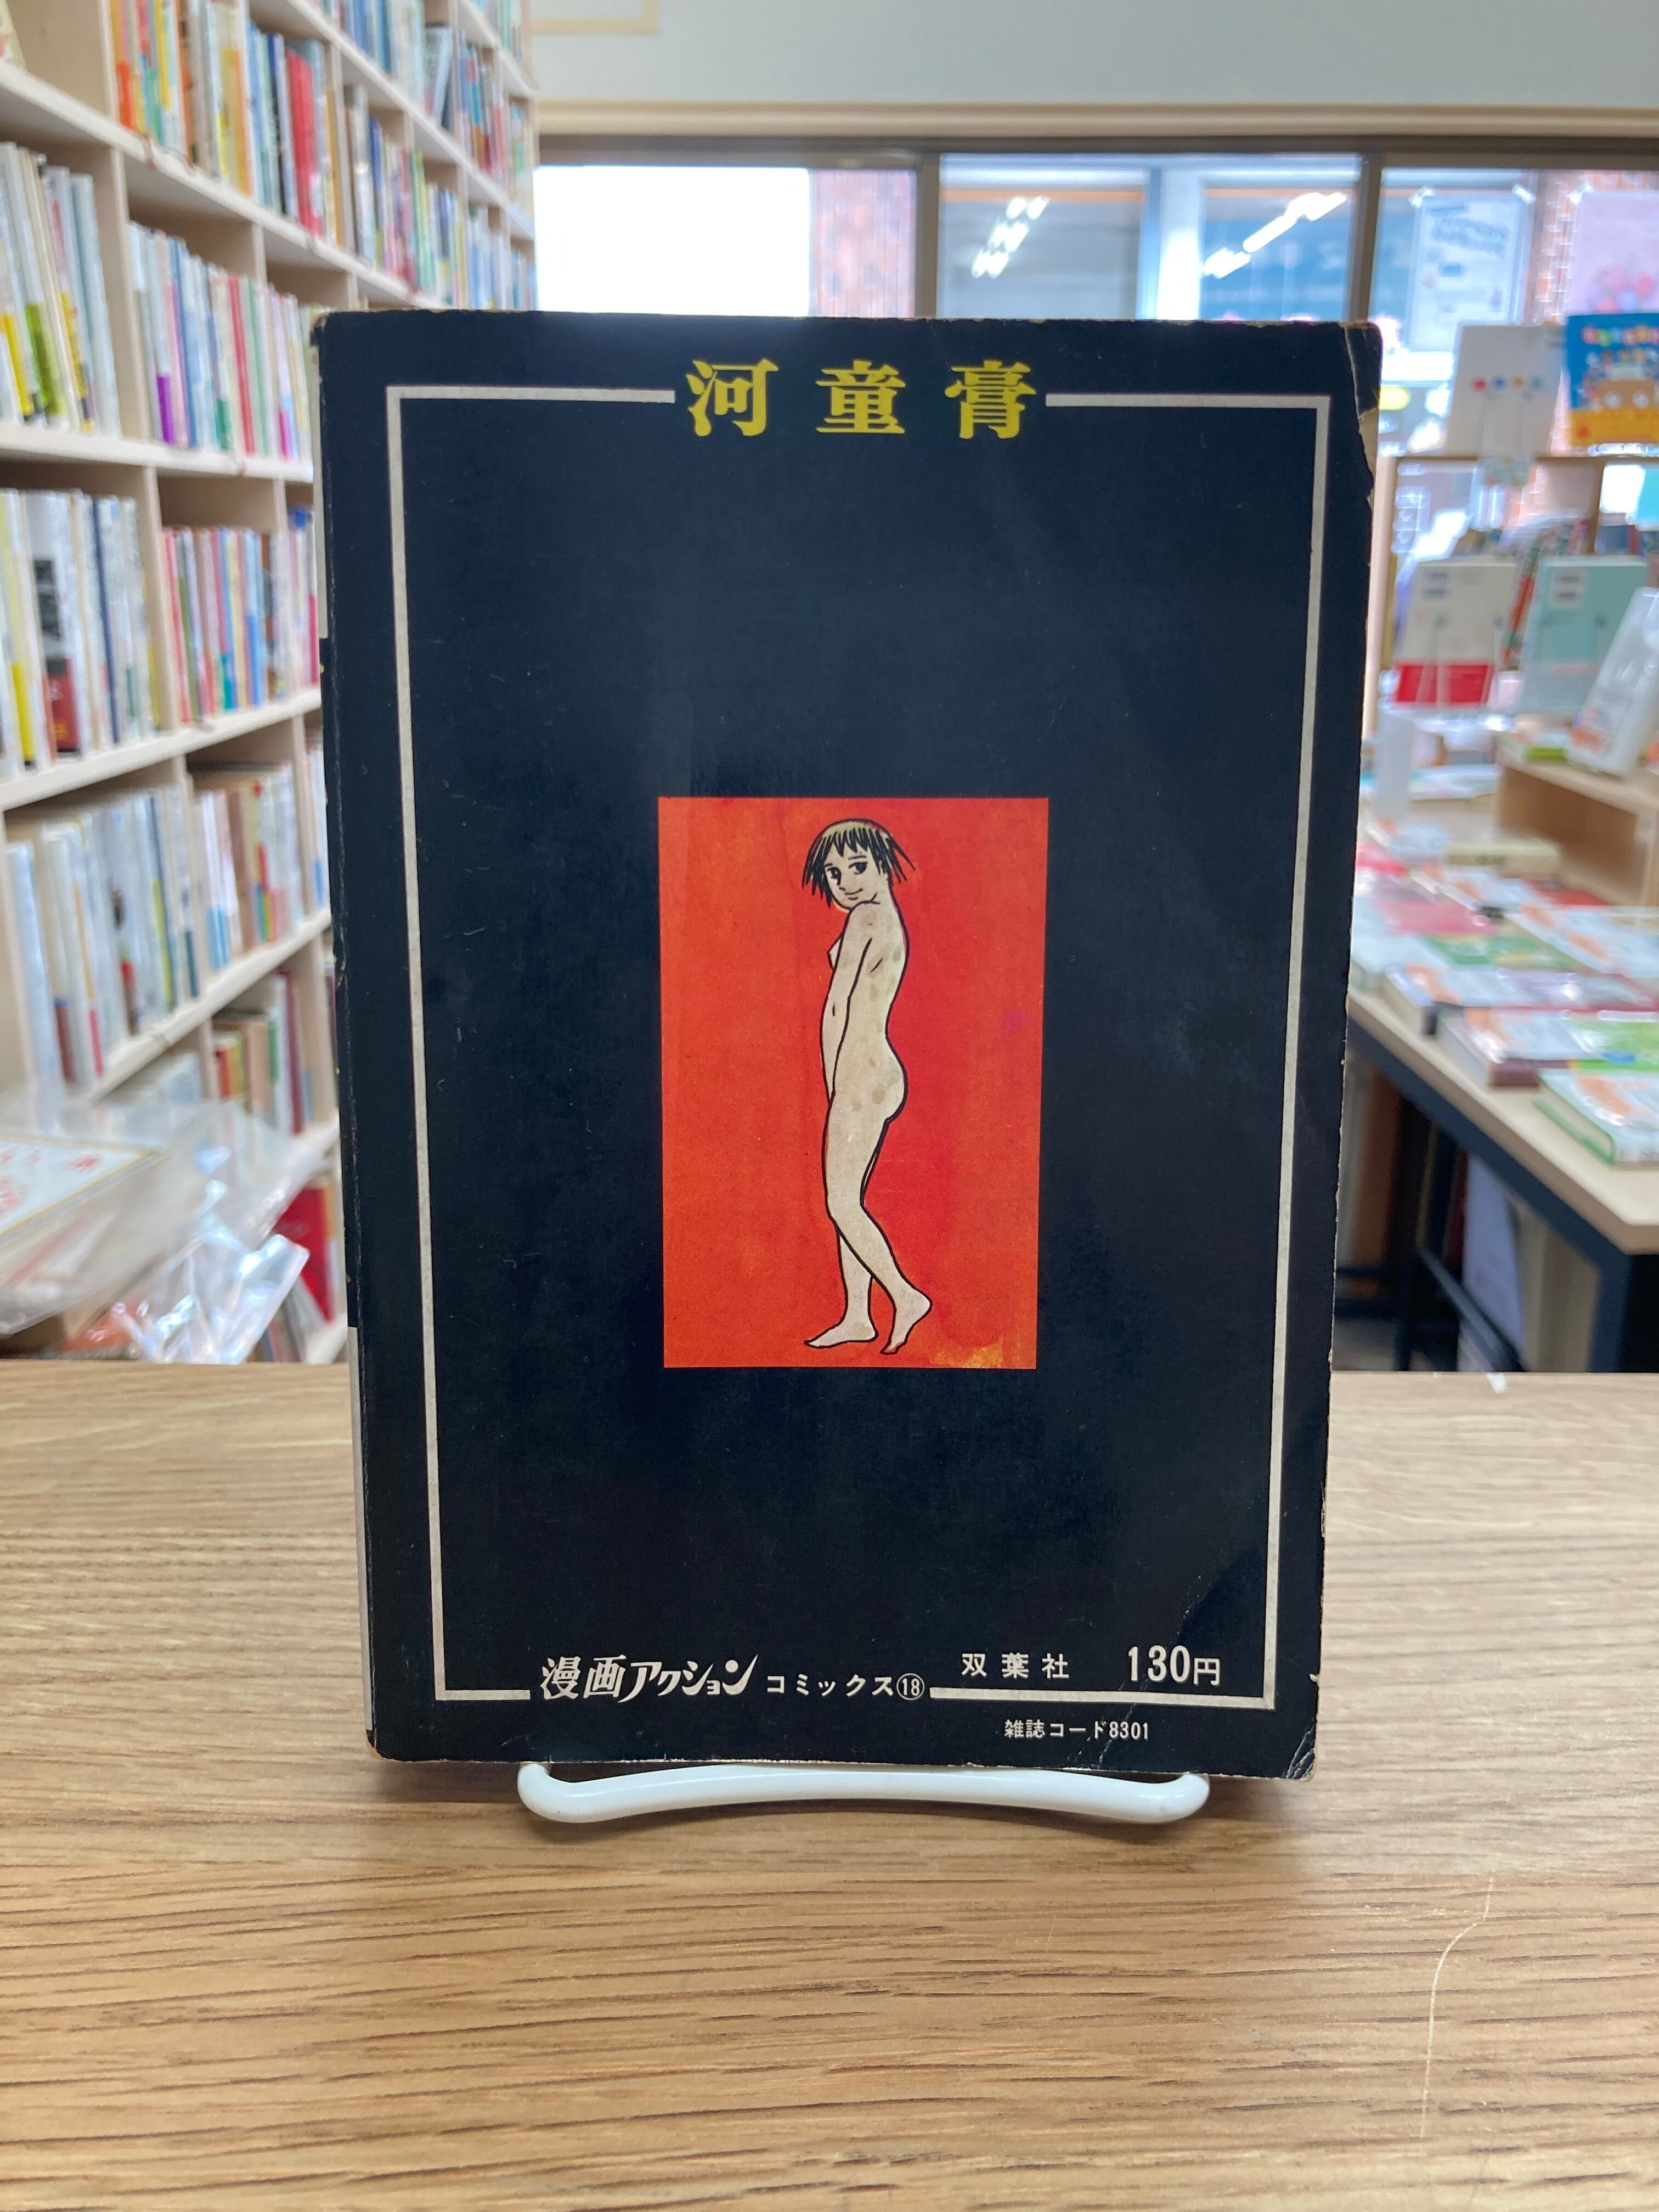 河童膏
漫画アクション コミックス⑱ 双葉社 130円
雑誌コード8301